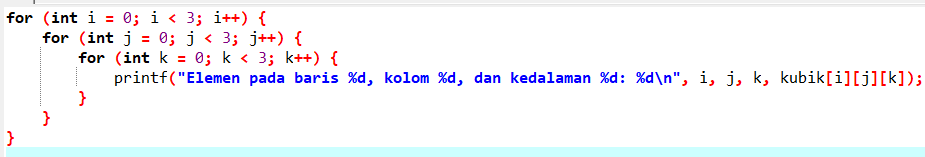 for (int i = 0; i < 3; i++) {
    for (int j = 0; j < 3; j++) {
        for (int k = 0; k < 3; k++) {
            printf("Elemen pada baris %d, kolom %d, dan kedalaman %d: %d\n", i, j, k, kubik[i][j][k]);
        }
    }
}